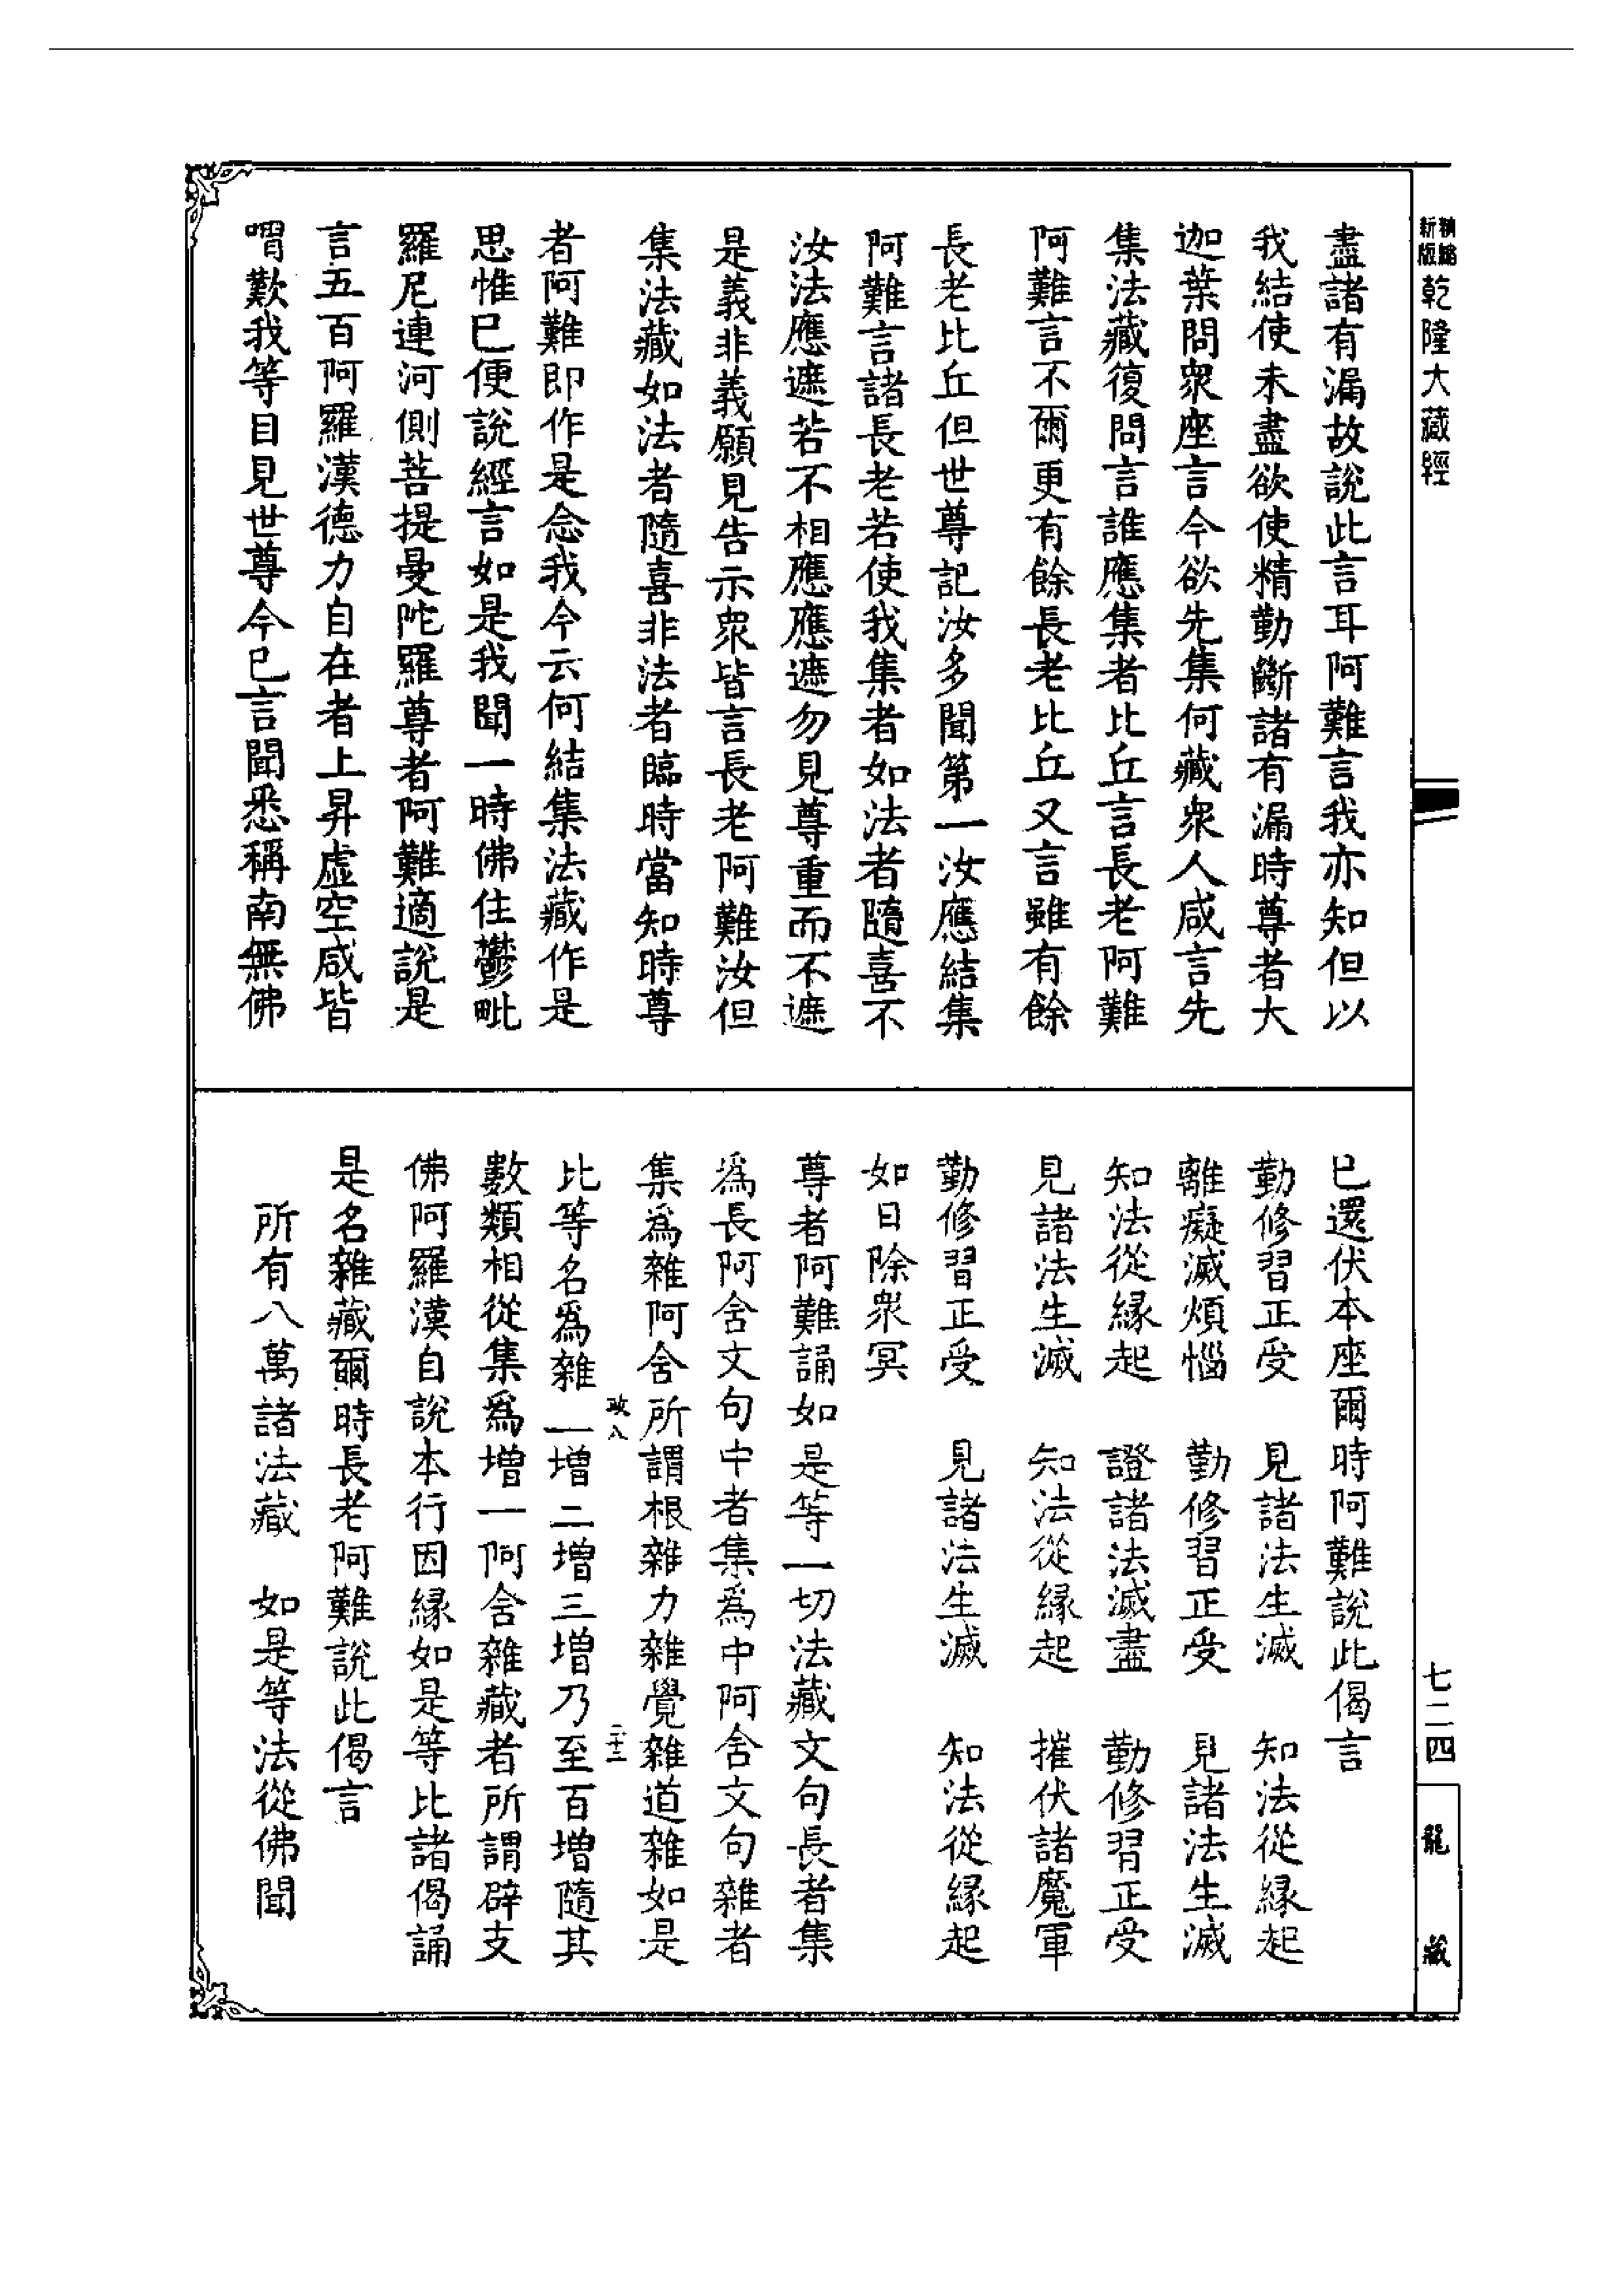 精縮新版乾隆大藏經
盡諸有漏故說此言耳阿難言我亦知但以
我結使未盡欲使精勤斷諸有漏時尊者大
迦葉問衆座言今欲先集何藏衆人咸言先
集法藏復問言誰應集者比丘言長老阿難
阿難言不爾更有餘長老比丘又言雖有餘
長老比丘但世尊記汝多聞第一汝應結集
阿難言諸長老若使我集者如法者隨喜不
汝法應遮若不相應應遮勿見尊重而不遮
是義非義願見告示衆皆言長老阿難汝但
集法藏如法者隨喜非法者臨時當知時尊
者阿難即作是念我今云何結集法藏作是
思惟已便說經言如是我聞一時佛住鬱毗
羅尼連河側菩提曼陀羅尊者阿難適說是
言五百阿羅漢德力自在者上昇虛空咸皆
喟歎我等目見世尊今已言聞悉稱南無佛
已還伏本座爾時阿難說此偈言
勤修習正受　見諸法生滅　知法從緣起
離癡滅煩惱　勤修習正受　見諸法生滅
知法從緣起　證諸法滅盡　勤修習正受
見諸法生滅　知法從緣起　摧伏諸魔軍
勤修習正受　見諸法生滅　知法從緣起
如日除衆冥
尊者阿難誦如是等一切法藏文句長者集
爲長阿含文句中者集爲中阿含文句雜者
集爲雜阿含所謂根雜力雜覺雜道雜如是
政八　二十三
比等名爲雜一增二增三增乃至百增隨其
數類相從集爲增一阿含雜藏者所謂辟支
佛阿羅漢自說本行因緣如是等比諸偈誦
是名雜藏爾時長老阿難說此偈言
所有八萬諸法藏　如是等法從佛聞
七二四
龍藏